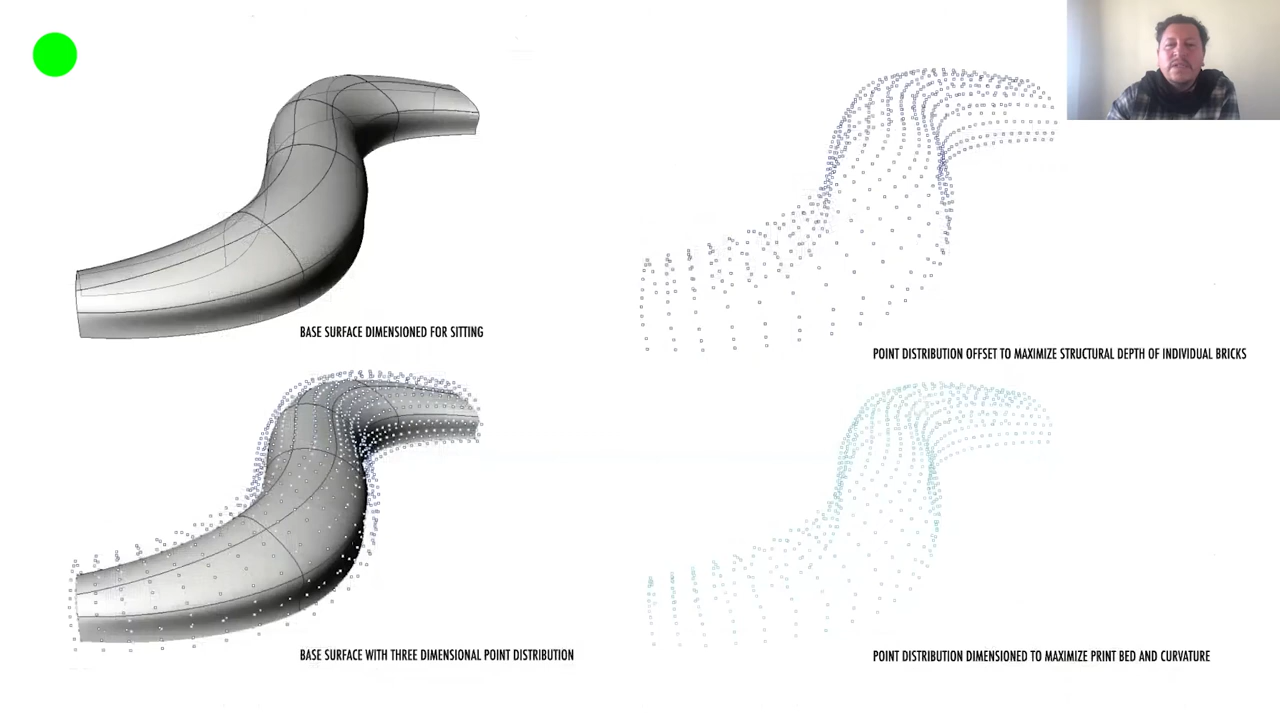 BASE SURFACE DIMENSIONED FOR SITTING
POINT DISTRIBUTION OFFSET TO MAXIMIZE STRUCTURAL DEPTH OF INDIVIDUAL BRICKS
BASE SURFACE WITH THREE DIMENSIONAL POINT DISTRIBUTION
POINT DISTRIBUTION DIMENSIONED TO MAXIMIZE PRINT BED AND CURVATURE